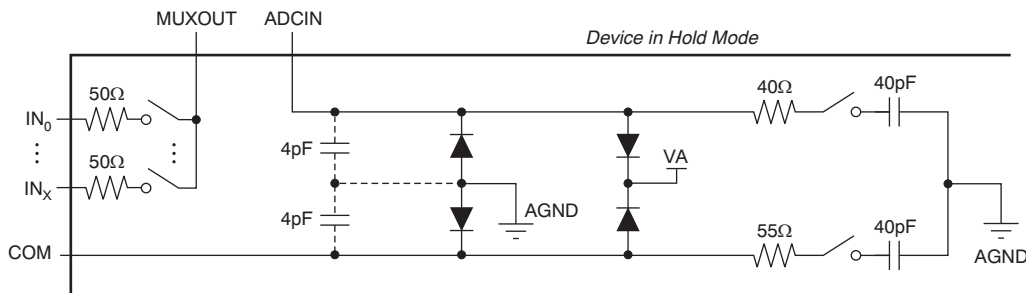 MUXOUT ADCIN
Device in Hold Mode
50Ω
IN0
50Ω
INX
COM
4pF
4pF
AGND
VA
40Ω
40pF
55Ω
40pF
AGND